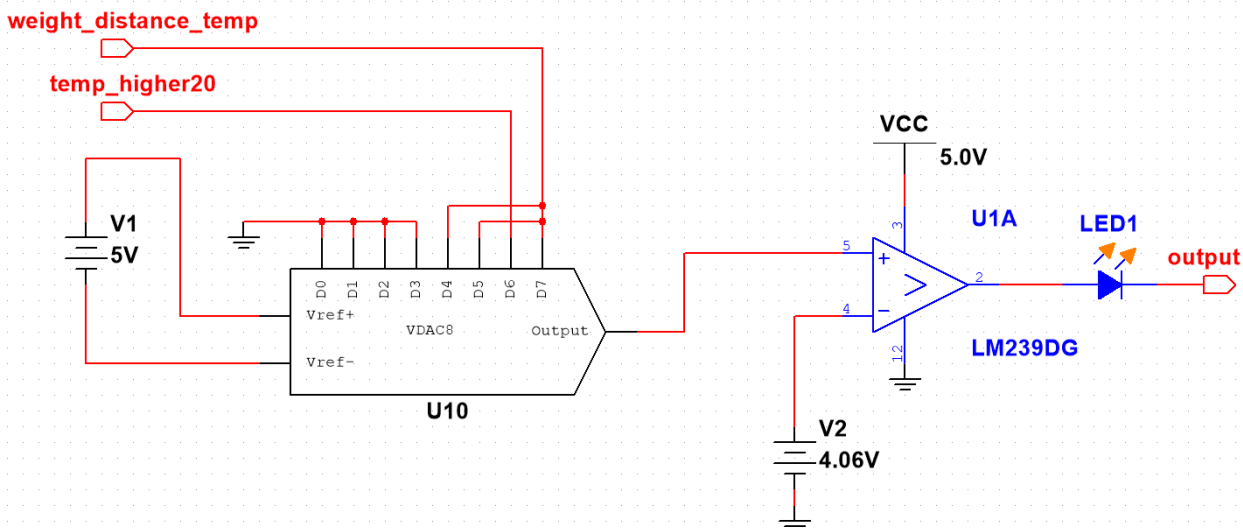 weight_distance_temp
temp_higher20
VCC
5.0V
V1
5V
U1A
LED1
output
3
5
+
2
4
−
12
LM239DG
D0
D1
D2
D3
D4
D5
D6
D7
Vref+
VDAC8
Output
Vref-
U10
V2
4.06V